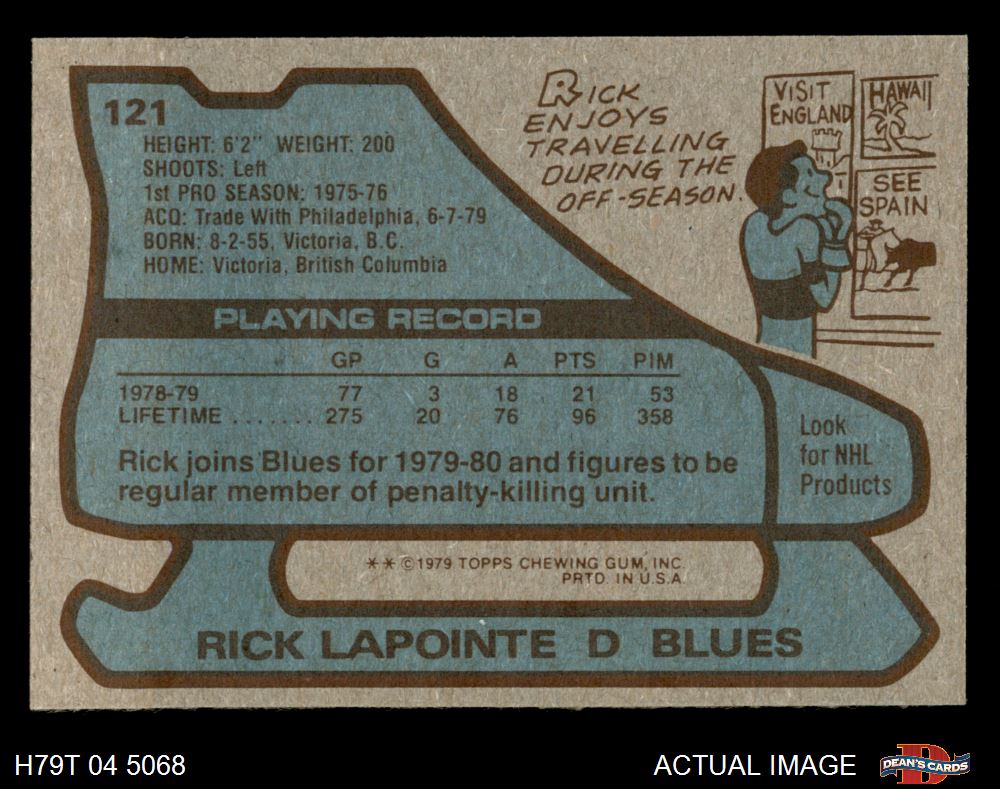 121
HEIGHT: 6'2" WEIGHT: 200
SHOOTS: Left
1st PRO SEASON: 1975-76
ACQ: Trade With Philadelphia, 6-7-79
BORN: 8-2-55, Victoria, B.C.
HOME: Victoria, British Columbia
RICK
ENJOYS
TRAVELLING
DURING THE
OFF-SEASON.
VISIT
ENGLAND
HAWAII
SEE
SPAIN
PLAYING RECORD
GP G A PTS PIM
1978-79 77 3 18 21 53
LIFETIME ....... 275 20 76 96 358
Rick joins Blues for 1979-80 and figures to be
regular member of penalty-killing unit.
Look
for NHL
Products
** ©1979 TOPPS CHEWING GUM, INC.
PRTD. IN U.S.A.
RICK LAPOINTE D BLUES
H79T 04 5068
ACTUAL IMAGE
D
DEAN'S CARDS